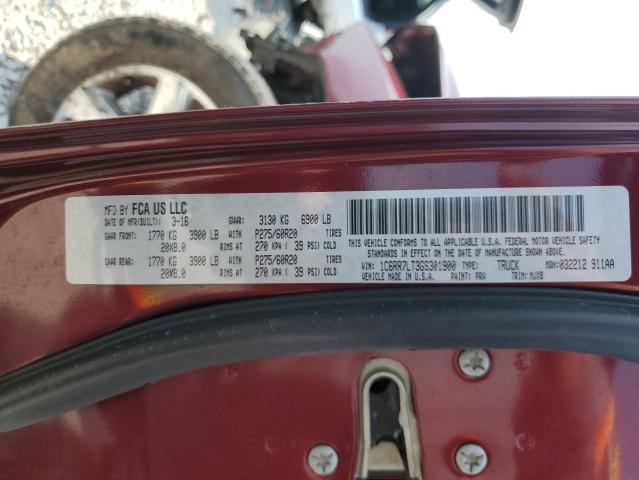 MFD BY FCA US LLC
DATE OF MFR(BUILT): 3-16 GVWR: 3130 KG 6900 LB
GAWR FRONT: 1770 KG 3900 LB WITH P275/60R20 TIRES
20X8.0 RIMS AT 270 KPA ( 39 PSI) COLD
GAWR REAR: 1770 KG 3900 LB WITH P275/60R20 TIRES
20X8.0 RIMS AT 270 KPA ( 39 PSI) COLD
THIS VEHICLE CONFORMS TO ALL APPLICABLE U.S.A. FEDERAL MOTOR VEHICLE SAFETY
STANDARDS IN EFFECT ON THE DATE OF MANUFACTURE SHOWN ABOVE.
VIN: 1C6RR7LT3GS301900 TYPE: TRUCK MDH: 032212 911AA
VEHICLE MADE IN U.S.A. PAINT: PRV TRIM: MJX8